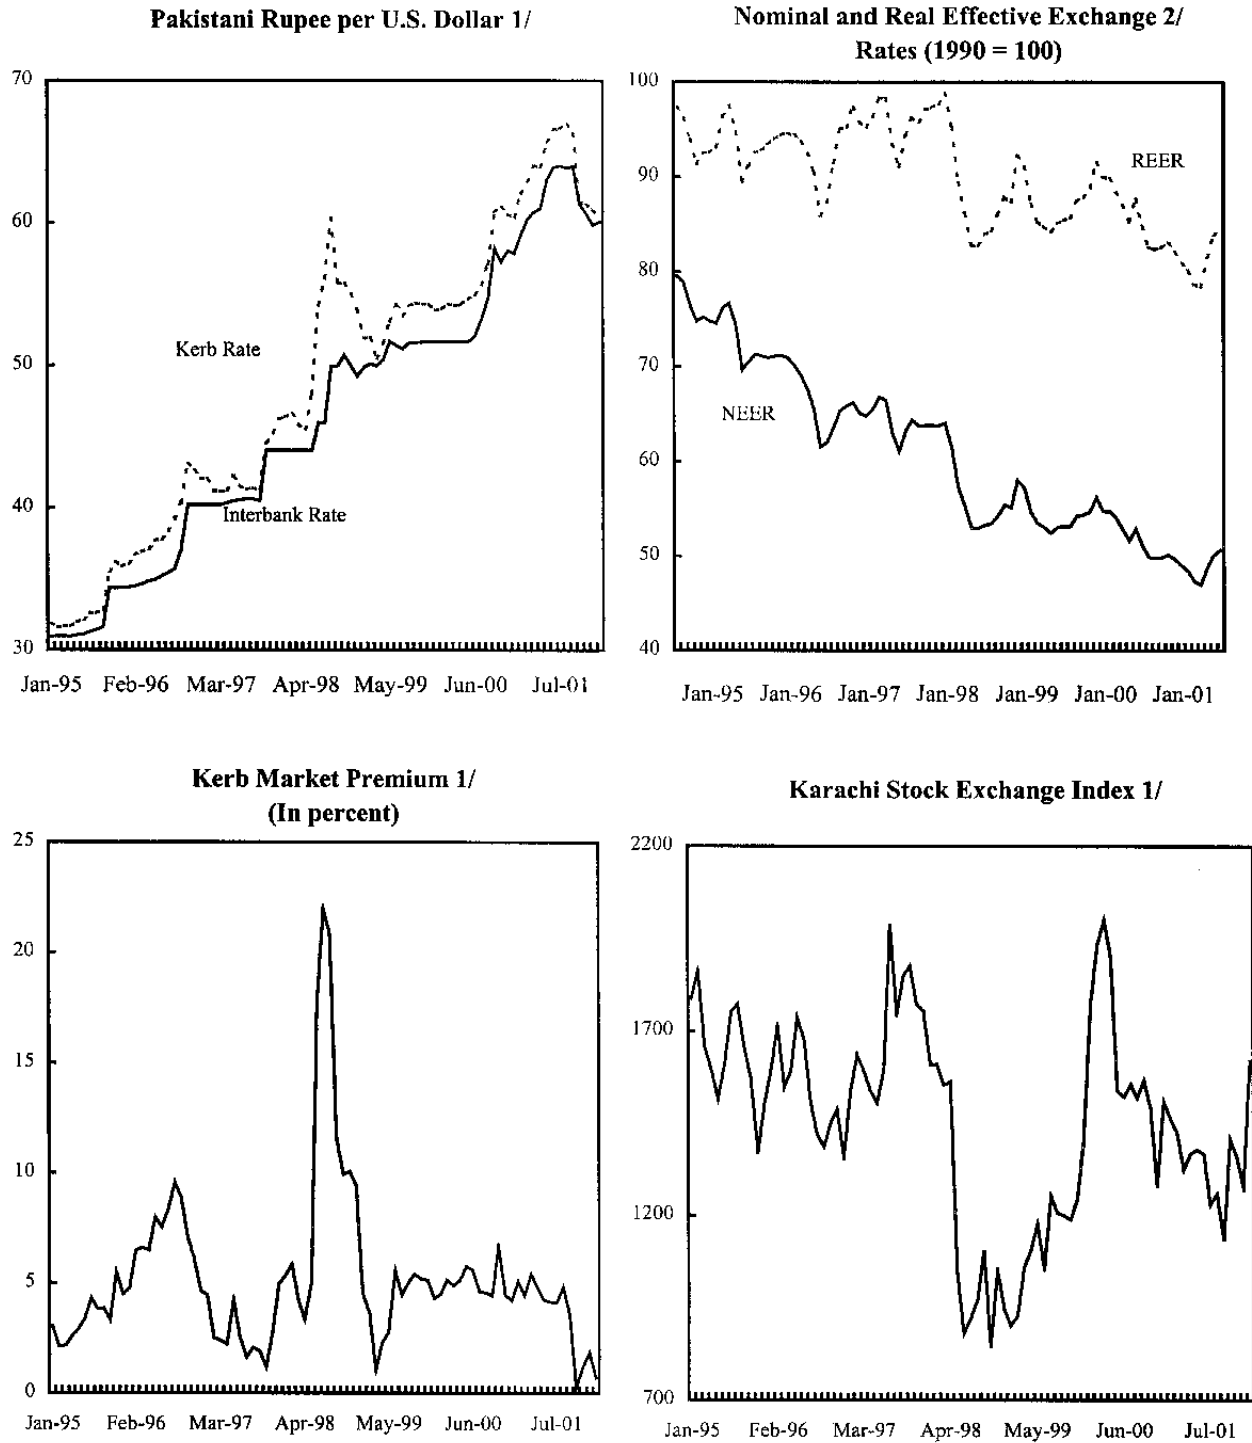 Pakistani Rupee per U.S. Dollar 1/
70
60
50
40
30
Kerb Rate
Interbank Rate
Jan-95 Feb-96 Mar-97 Apr-98 May-99 Jun-00 Jul-01
Nominal and Real Effective Exchange 2/
Rates (1990 = 100)
100
90
80
70
60
50
40
REER
NEER
Jan-95 Jan-96 Jan-97 Jan-98 Jan-99 Jan-00 Jan-01
Kerb Market Premium 1/
(In percent)
25
20
15
10
5
0
Jan-95 Feb-96 Mar-97 Apr-98 May-99 Jun-00 Jul-01
Karachi Stock Exchange Index 1/
2200
1700
1200
700
Jan-95 Feb-96 Mar-97 Apr-98 May-99 Jun-00 Jul-01